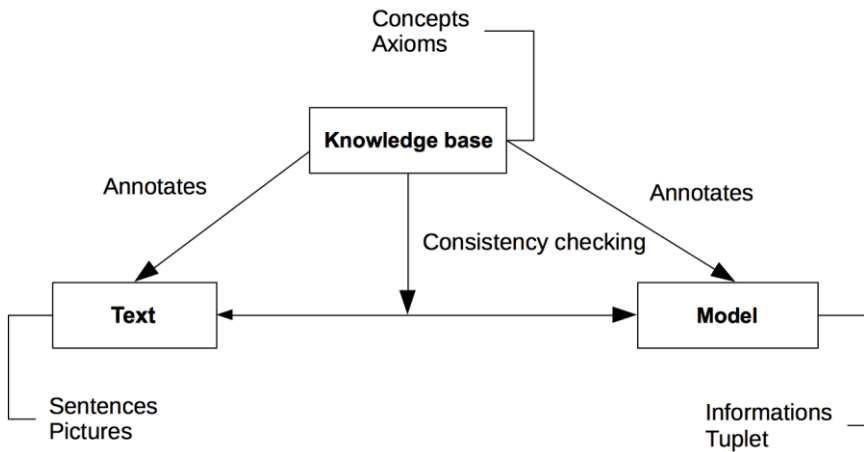 Concepts
Axioms
Knowledge base
Annotates
Annotates
Consistency checking
Text
Model
Sentences
Pictures
Informations
Tuplet